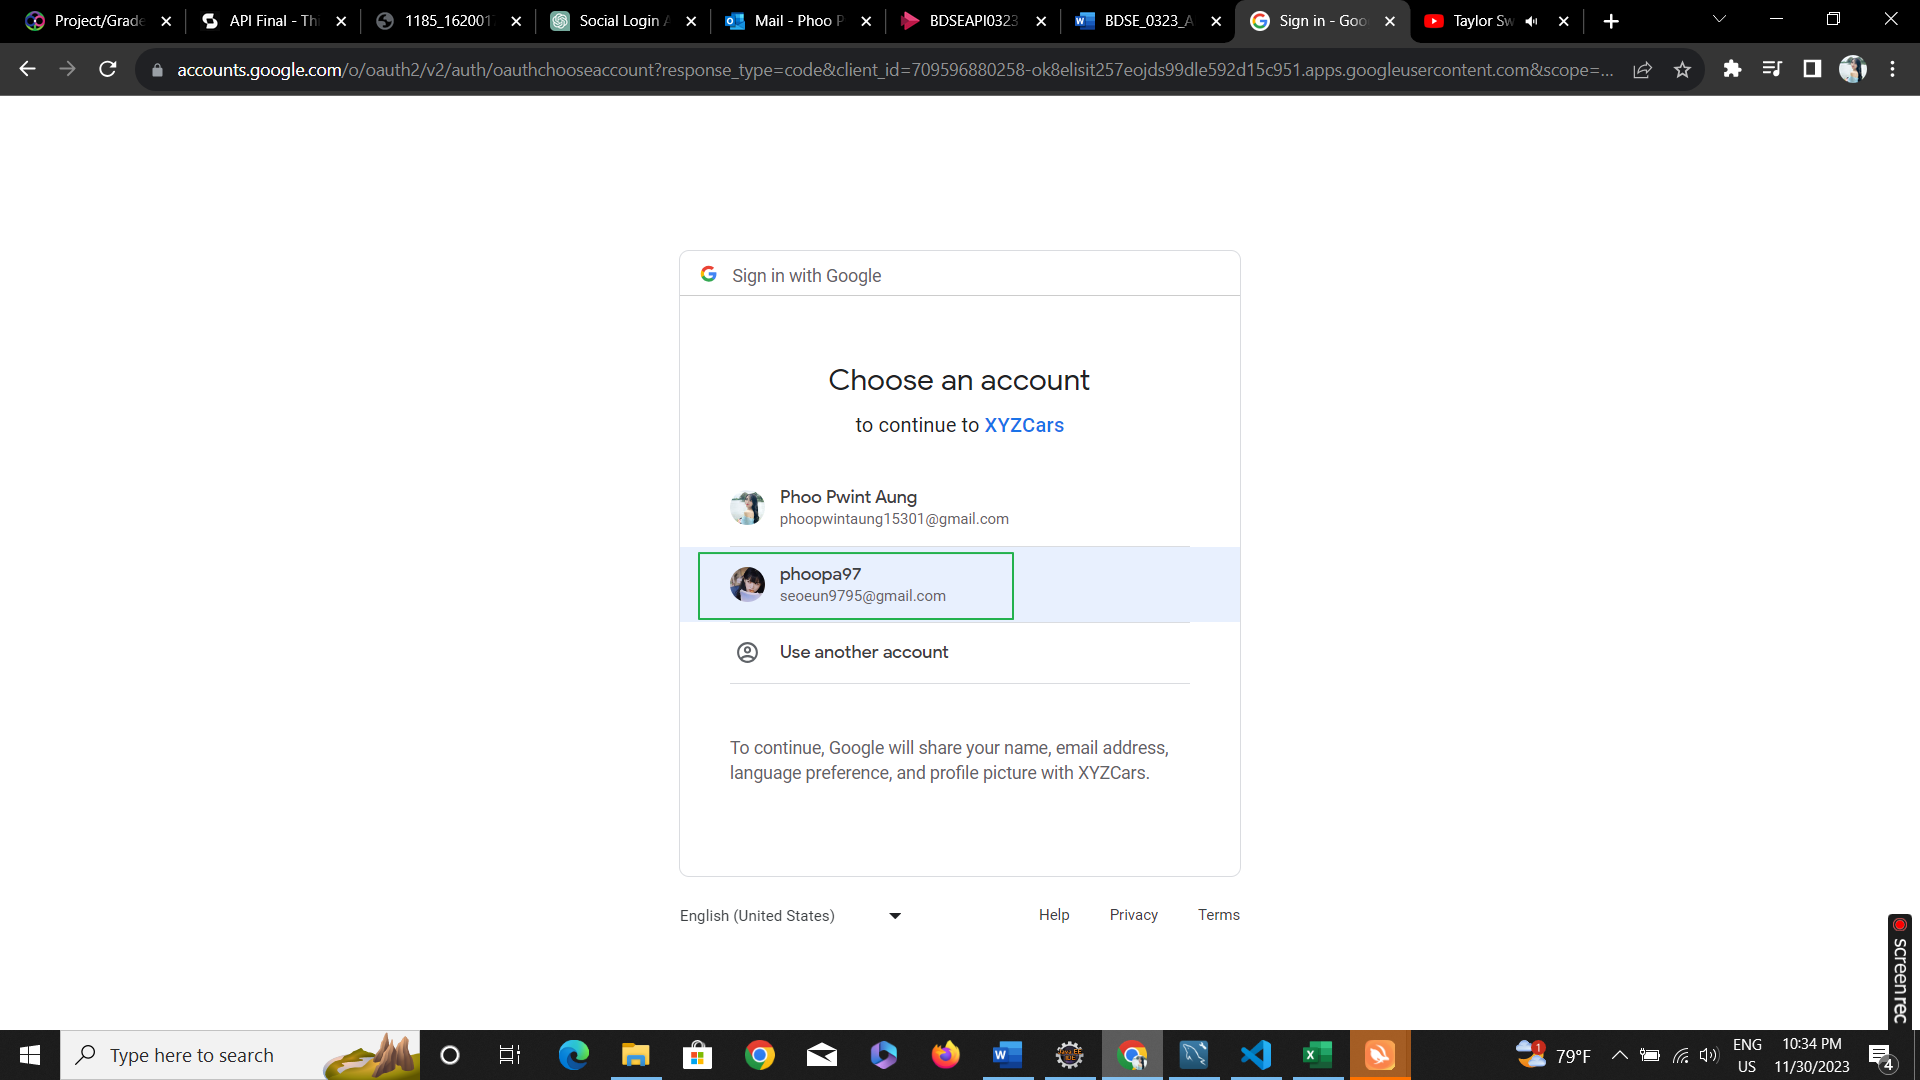 Project/Grade
API Final - Thi
1185_162001
Social Login A
Mail - Phoo P
BDSEAPI0323
BDSE_0323_A
Sign in - Goo
Taylor Sw
accounts.google.com/o/oauth2/v2/auth/oauthchooseaccount?response_type=code&client_id=709596880258-ok8elisit257eojds99dle592d15c951.apps.googleusercontent.com&scope=...
Sign in with Google
Choose an account
to continue to XYZCars
Phoo Pwint Aung
phoopwintaung15301@gmail.com
phoopa97
seoeun9795@gmail.com
Use another account
To continue, Google will share your name, email address,
language preference, and profile picture with XYZCars.
English (United States)
Help
Privacy
Terms
screenrec
Type here to search
1
79°F
ENG
US
10:34 PM
11/30/2023
4